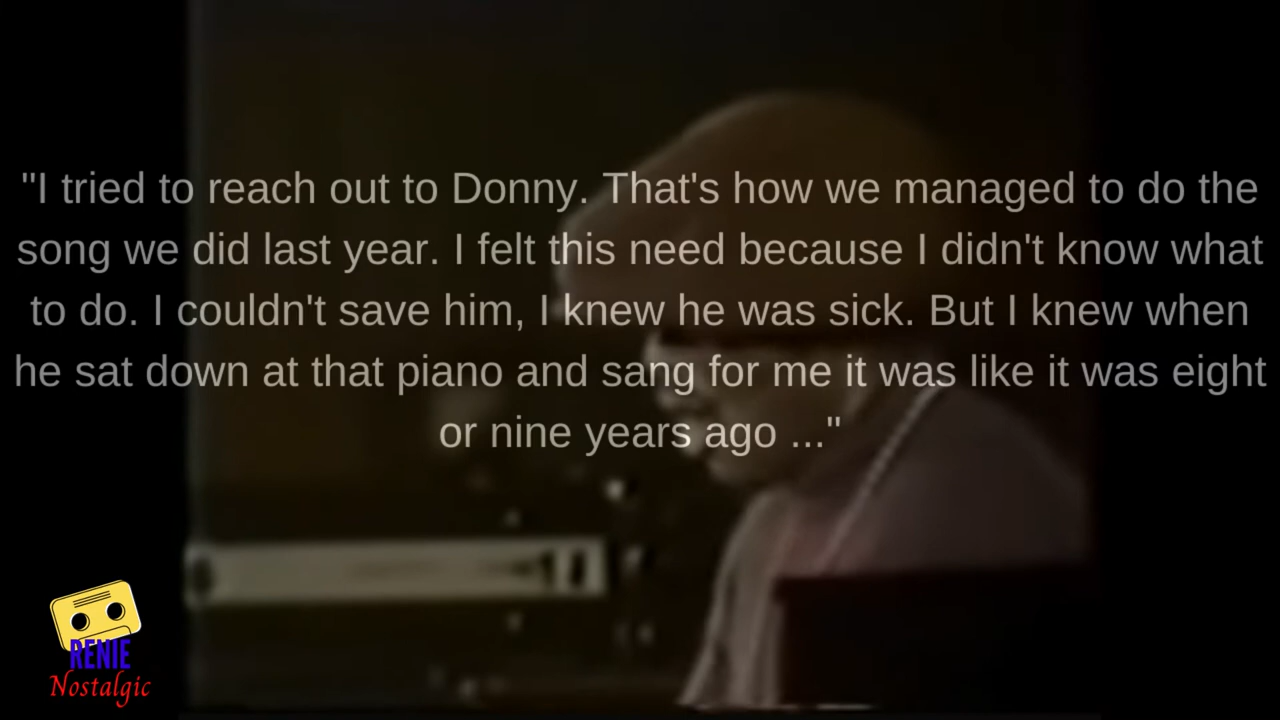 "I tried to reach out to Donny. That's how we managed to do the
song we did last year. I felt this need because I didn't know what
to do. I couldn't save him, I knew he was sick. But I knew when
he sat down at that piano and sang for me it was like it was eight
or nine years ago ..."
RENIE
Nostalgic